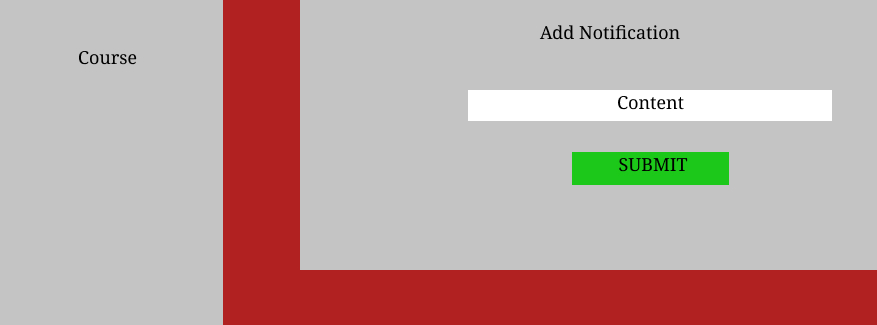 Course
Add Notification
Content
SUBMIT